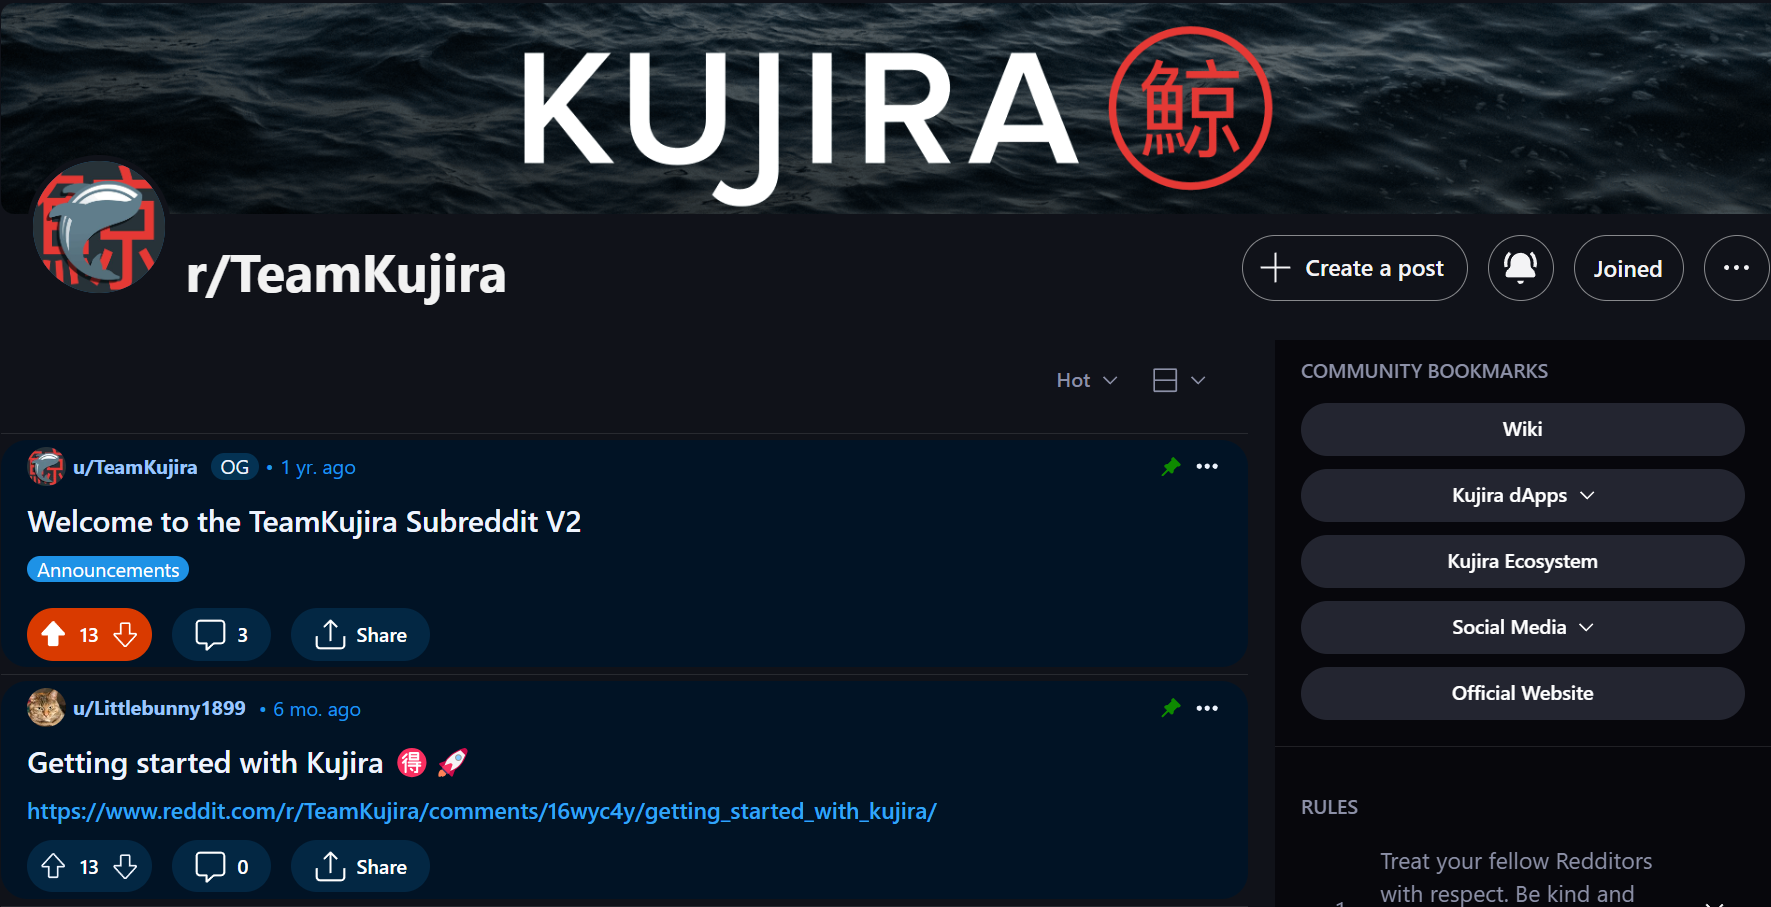 KUJIRA 鯨
鯨
r/TeamKujira
Create a post
Joined
Hot
u/TeamKujira OG • 1 yr. ago
Welcome to the TeamKujira Subreddit V2
Announcements
13
3
Share
u/Littlebunny1899 • 6 mo. ago
Getting started with Kujira 🉐 🚀
https://www.reddit.com/r/TeamKujira/comments/16wyc4y/getting_started_with_kujira/
13
0
Share
COMMUNITY BOOKMARKS
Wiki
Kujira dApps
Kujira Ecosystem
Social Media
Official Website
RULES
Treat your fellow Redditors
with respect. Be kind and